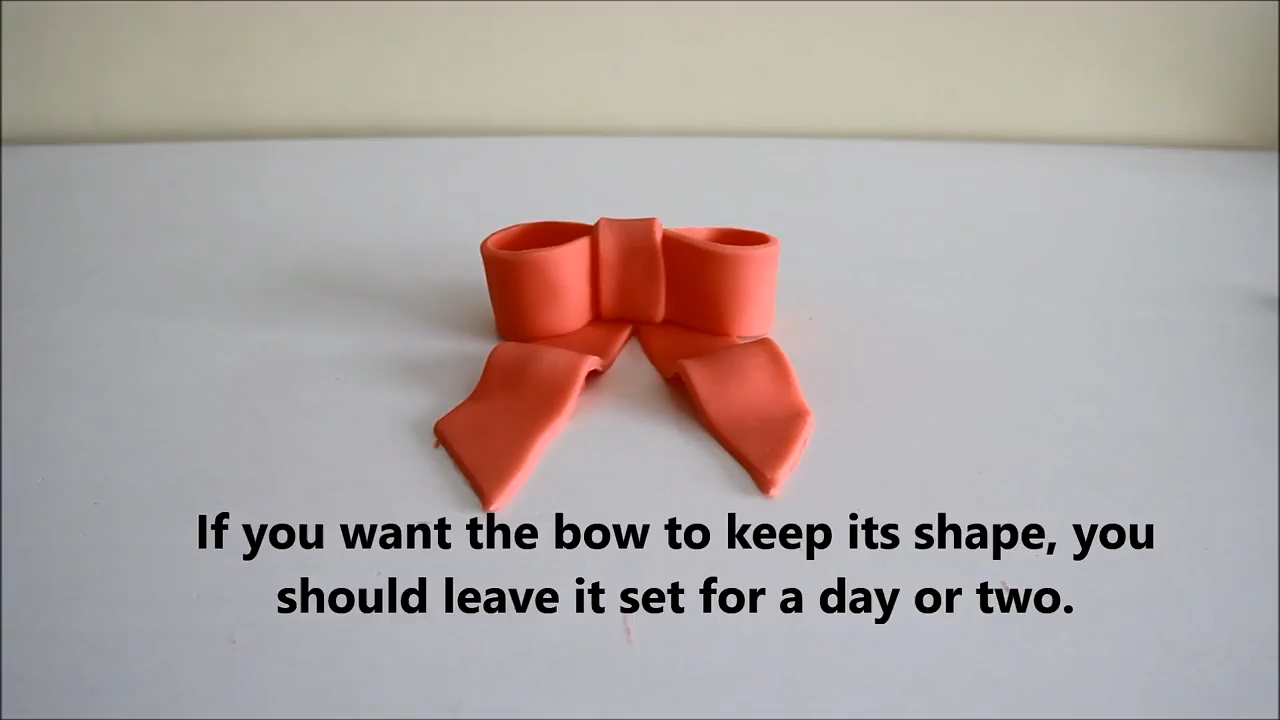 If you want the bow to keep its shape, you
should leave it set for a day or two.